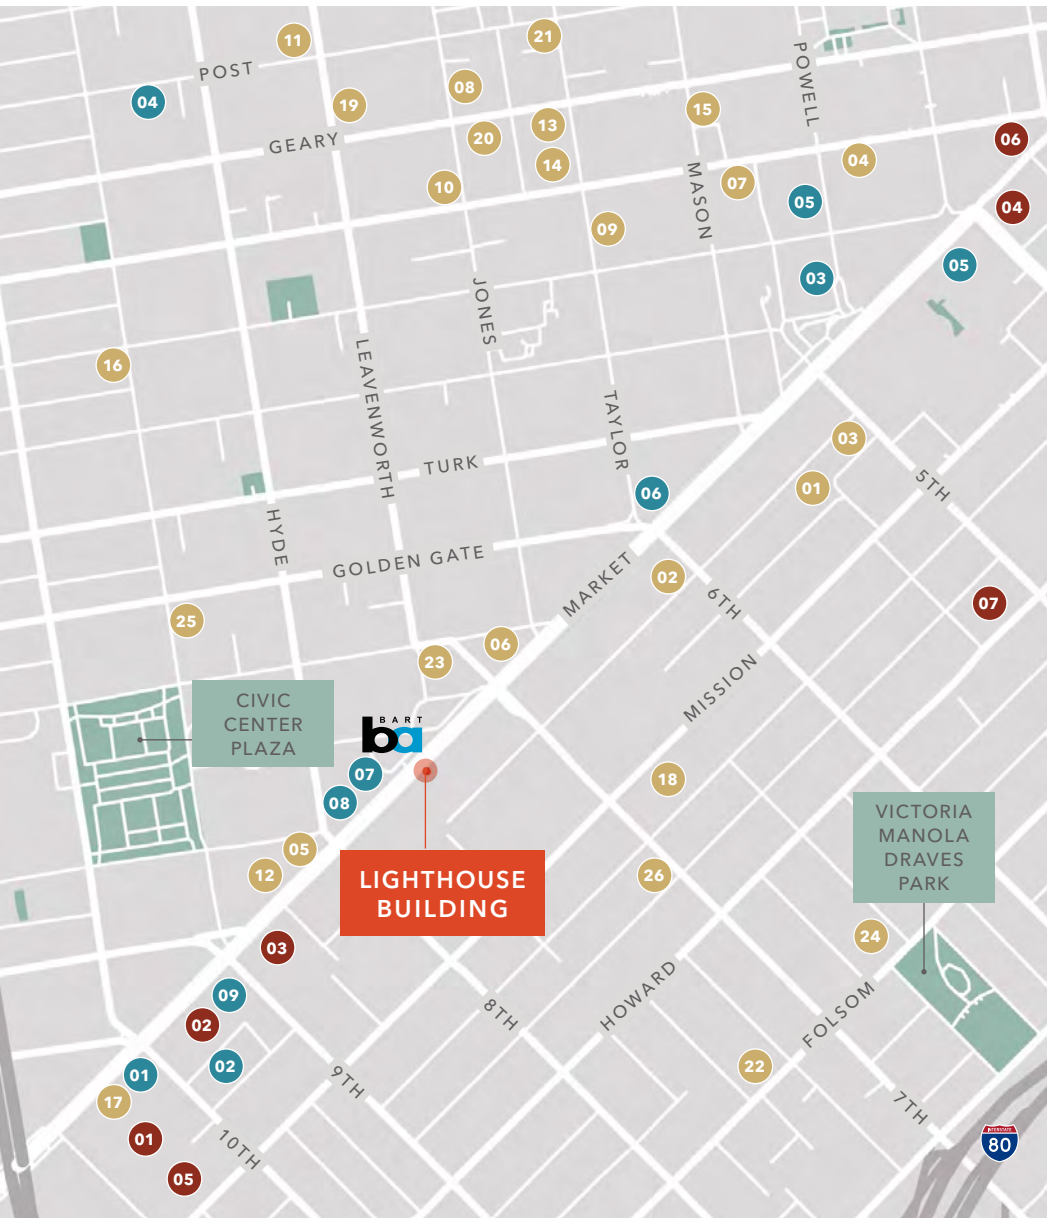 11
21
POST
POWELL
04
19
08
15
GEARY
20
13
06
14
04
10
07
MASON
05
04
09
03
05
JONES
16
LEAVENWORTH
TAYLOR
03
TURK
06
01
5TH
HYDE
GOLDEN GATE
MARKET
02
6TH
07
25
06
23
MISSION
CIVIC
CENTER
PLAZA
BART
ba
07
18
08
VICTORIA
MANOLA
DRAVES
PARK
05
12
LIGHTHOUSE
BUILDING
26
24
03
09
02
8TH
HOWARD
FOLSOM
01
02
22
9TH
17
7TH
01
10TH
INTERSTATE
80
05